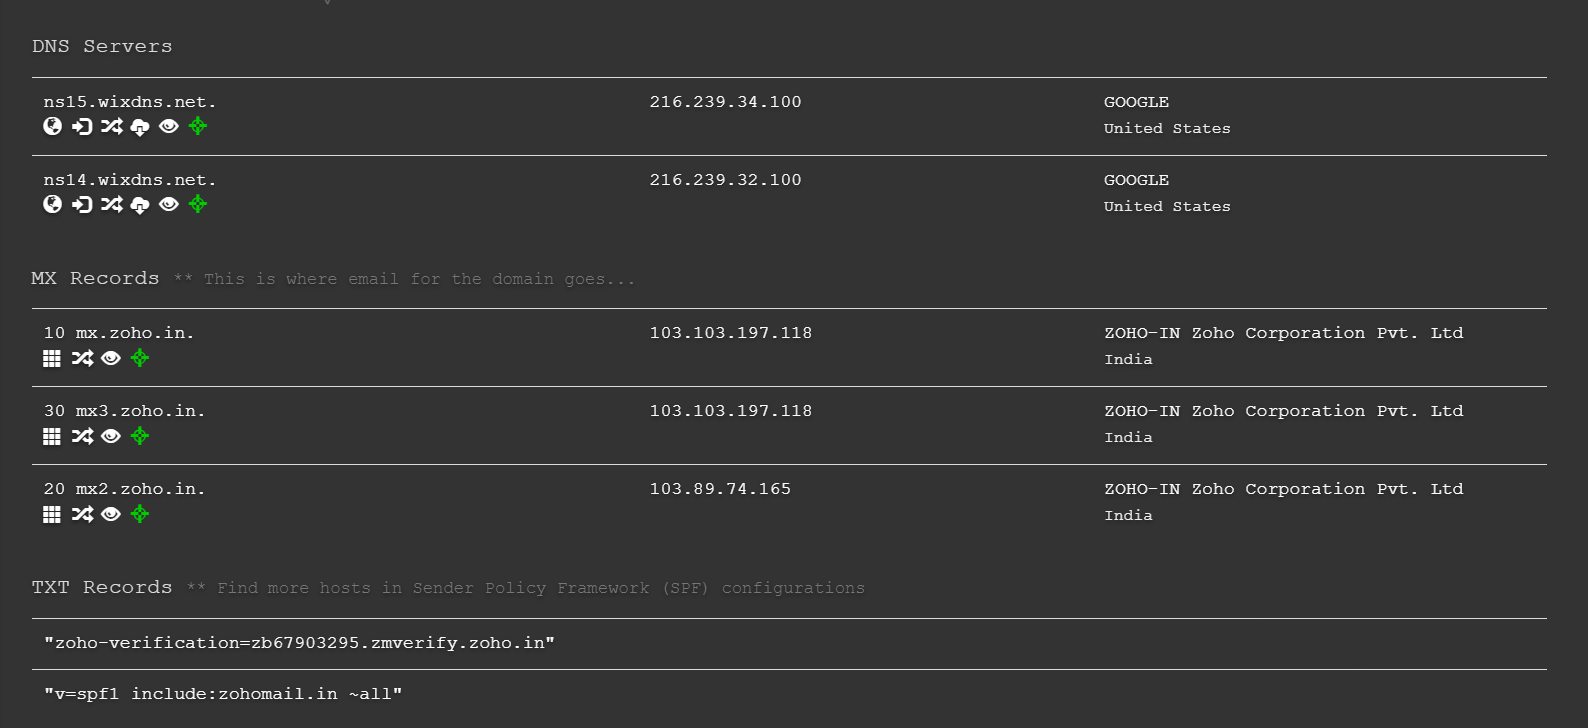 DNS Servers
ns15.wixdns.net. 216.239.34.100 GOOGLE
United States
ns14.wixdns.net. 216.239.32.100 GOOGLE
United States
MX Records ** This is where email for the domain goes...
10 mx.zoho.in. 103.103.197.118 ZOHO-IN Zoho Corporation Pvt. Ltd
India
30 mx3.zoho.in. 103.103.197.118 ZOHO-IN Zoho Corporation Pvt. Ltd
India
20 mx2.zoho.in. 103.89.74.165 ZOHO-IN Zoho Corporation Pvt. Ltd
India
TXT Records ** Find more hosts in Sender Policy Framework (SPF) configurations
"zoho-verification=zb67903295.zmverify.zoho.in"
"v=spf1 include:zohomail.in ~all"